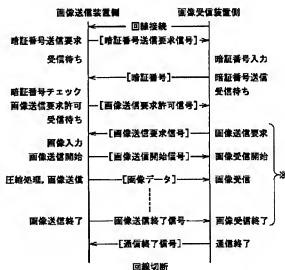 画像送信装置側 画像受信装置側
回線接続
暗証番号送信要求 [暗証番号送信要求信号]
受信待ち 暗証番号入力
[暗証番号] 暗証番号送信
暗証番号チェック 受信待ち
画像送信要求許可 [画像送信要求許可信号]
受信待ち
[画像送信要求信号] 画像送信要求
画像入力
画像送信開始 [画像送信開始信号] 画像受信開始
※
圧縮処理,画像送信 [画像データ] 画像受信
画像送信終了 画像送信終了信号 画像受信終了
[通信終了信号] 通信終了
回線切断